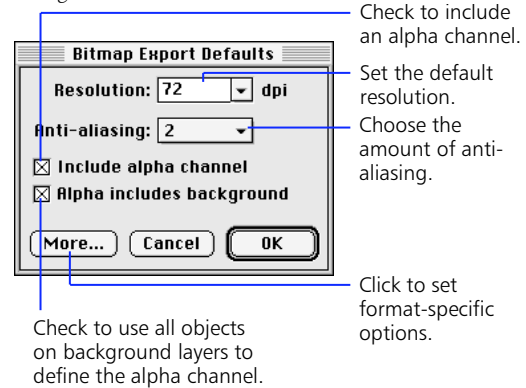 Check to include
an alpha channel.
Bitmap Export Defaults
Resolution: 72 dpi
Set the default
resolution.
Anti-aliasing: 2
Choose the
amount of anti-
aliasing.
Include alpha channel
Alpha includes background
More... Cancel OK
Click to set
format-specific
options.
Check to use all objects
on background layers to
define the alpha channel.